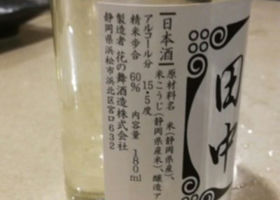 田中
【日本酒】
原材料名 米(静岡県産)、
米こうじ(静岡県産米)、醸造ア
アルコール分 15.5度
精米歩合 60% 内容量 180ml
製造者 花の舞酒造株式会社
静岡県浜松市浜北区宮口632